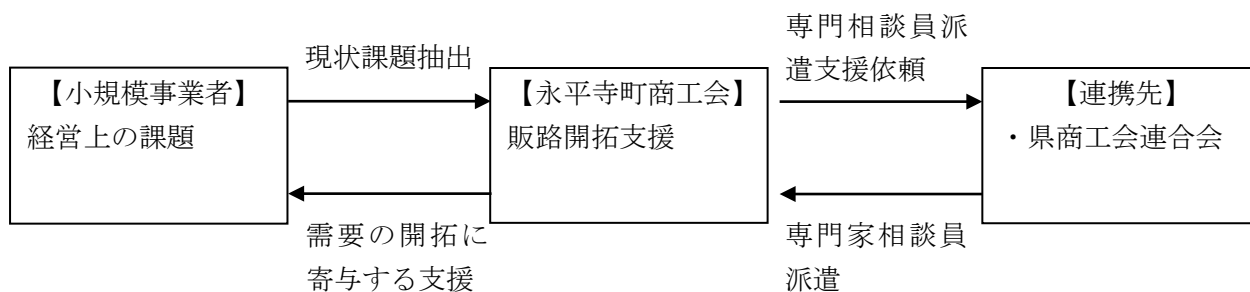 【小規模事業者】
経営上の課題
現状課題抽出
需要の開拓に
寄与する支援
【永平寺町商工会】
販路開拓支援
専門相談員派
遣支援依頼
専門家相談員
派遣
【連携先】
・県商工会連合会